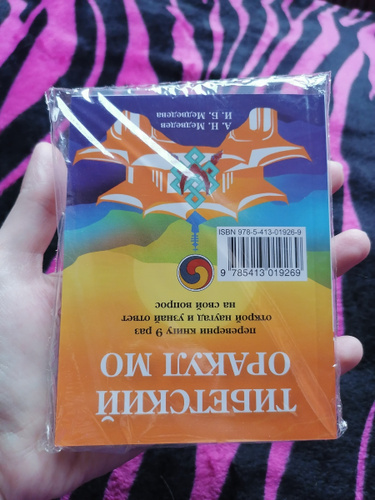 ТИБЕТСКИЙ
ОРАКУЛ МО
переверни книгу 9 раз
открой наугад и узнай ответ
на свой вопрос
ISBN 978-5-413-01926-9
9 785413 019269
А. Н. Медведев
И. Б. Медведева